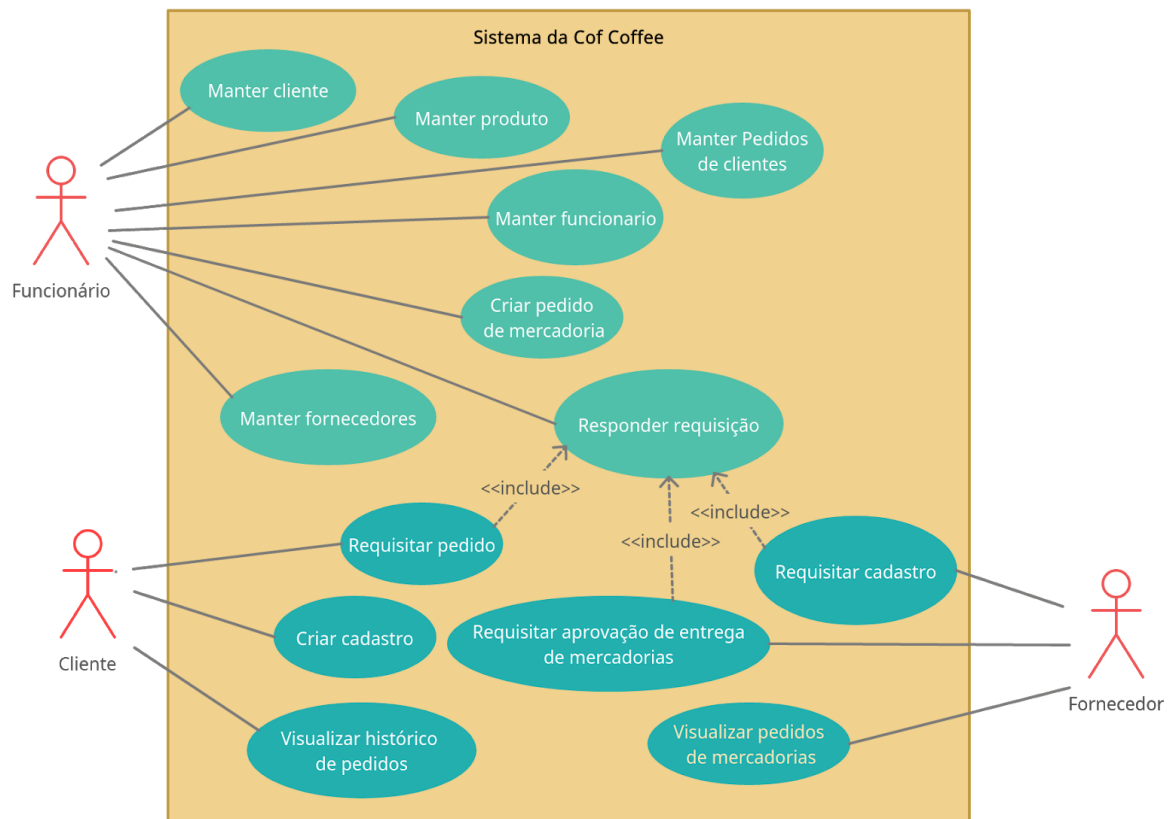 Sistema da Cof Coffee
Manter cliente
Manter produto
Manter Pedidos
de clientes
Manter funcionario
Funcionário
Criar pedido
de mercadoria
Manter fornecedores
Responder requisição
<<include>>
<<include>>
<<include>>
Requisitar pedido
Requisitar cadastro
Criar cadastro
Requisitar aprovação de entrega
de mercadorias
Cliente
Fornecedor
Visualizar histórico
de pedidos
Visualizar pedidos
de mercadorias